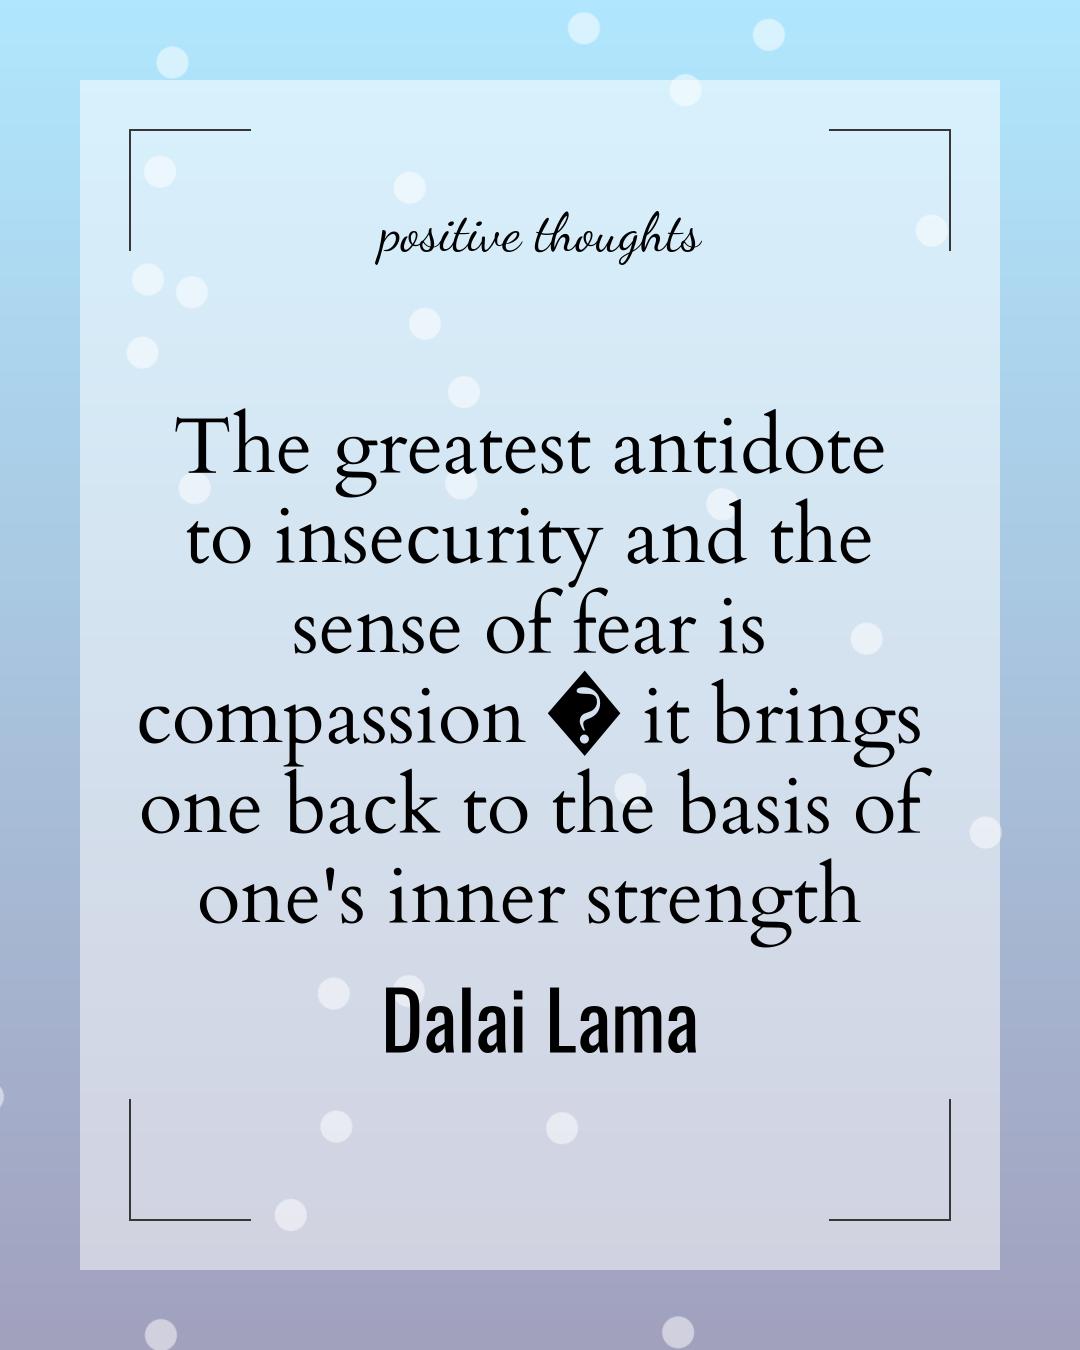 positive thoughts
The greatest antidote
to insecurity and the
sense of fear is
compassion � it brings
one back to the basis of
one's inner strength
Dalai Lama